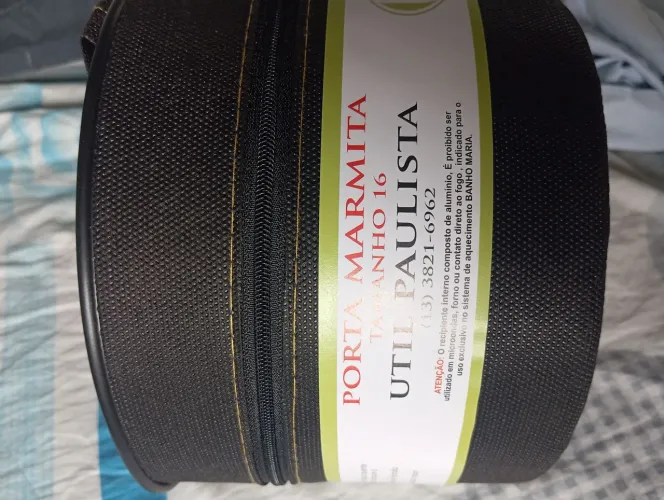 PORTA MARMITA
TAMANHO 16
UTIL PAULISTA
(13) 3821-6962
ATENÇÃO: O recipiente interno composto de alumínio, É proibido ser
utilizado em microondas, forno ou contato direto ao fogo , indicado para o
uso exclusivo no sistema de aquecimento BANHO MARIA.